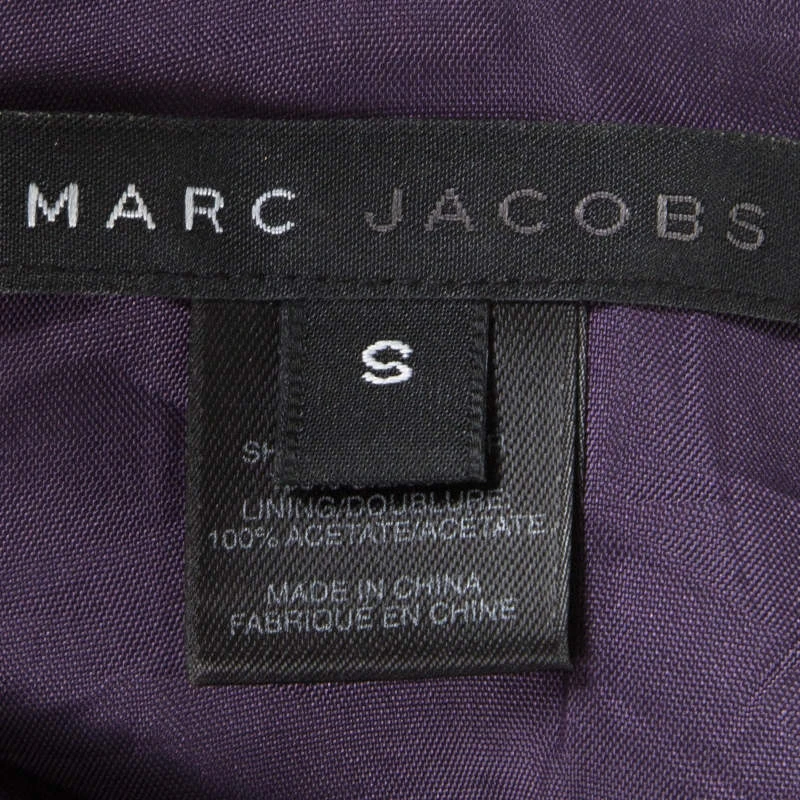 MARC JACOBS
S
LINING/DOUBLURE:
100% ACETATE/ACETATE
MADE IN CHINA
FABRIQUE EN CHINE